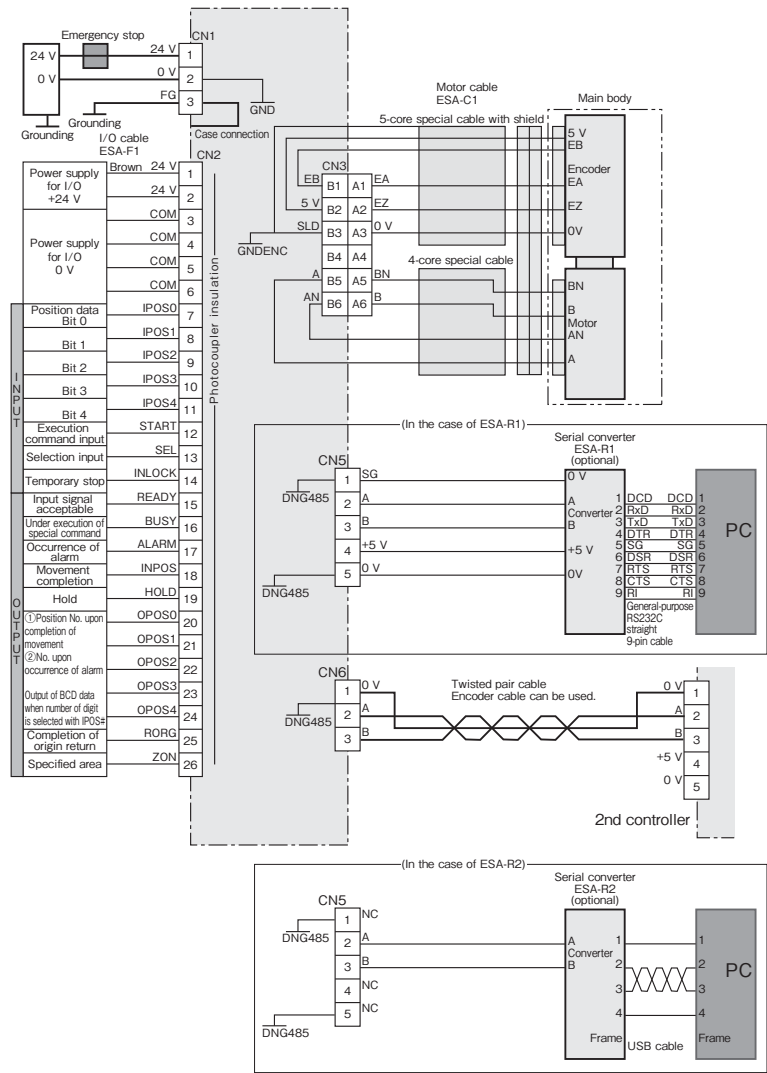 Emergency stop
CN1
24 V
24 V
1
0 V
0 V
2
FG
3
GND
Grounding
Grounding
Case connection
I/O cable
ESA-F1
CN2
Power supply
for I/O
+24 V
Brown 24 V
1
24 V
2
Power supply
for I/O
0 V
COM
3
COM
4
COM
5
COM
6
INPUT
Position data
Bit 0
IPOS0
7
Bit 1
IPOS1
8
Bit 2
IPOS2
9
Bit 3
IPOS3
10
Bit 4
IPOS4
11
Execution
command input
START
12
Selection input
SEL
13
Temporary stop
INLOCK
14
OUTPUT
Input signal
acceptable
READY
15
Under execution of
special command
BUSY
16
Occurrence of
alarm
ALARM
17
Movement
completion
INPOS
18
Hold
HOLD
19
①Position No. upon
completion of
movement
②No. upon
occurrence of alarm
Output of BCD data
when number of digit
is selected with IPOS#
OPOS0
20
OPOS1
21
OPOS2
22
OPOS3
23
OPOS4
24
Completion of
origin return
RORG
25
Specified area
ZON
26
Photocoupler insulation
Motor cable
ESA-C1
5-core special cable with shield
Main body
5 V
EB
Encoder
EA
EZ
0V
CN3
EB B1 A1 EA
5 V B2 A2 EZ
SLD B3 A3 0 V
GNDENC
B4 A4
A B5 A5 BN
AN B6 A6 B
4-core special cable
BN
B
Motor
AN
A
(In the case of ESA-R1)
Serial converter
ESA-R1
(optional)
CN5
1 SG
DNG485
2 A
3 B
4 +5 V
5 0 V
DNG485
0 V
A
Converter
B
+5 V
0V
1 DCD DCD 1
2 RxD RxD 2
3 TxD TxD 3
4 DTR DTR 4
5 SG SG 5
6 DSR DSR 6
7 RTS RTS 7
8 CTS CTS 8
9 RI RI 9
PC
General-purpose
RS232C
straight
9-pin cable
CN6
1 0 V
DNG485
2 A
3 B
Twisted pair cable
Encoder cable can be used.
0 V 1
A 2
B 3
+5 V 4
0 V 5
2nd controller
(In the case of ESA-R2)
Serial converter
ESA-R2
(optional)
CN5
1 NC
DNG485
2 A
3 B
4 NC
5 NC
DNG485
A
Converter
B
1
2
3
4
Frame
USB cable
1
2
3
4
Frame
PC